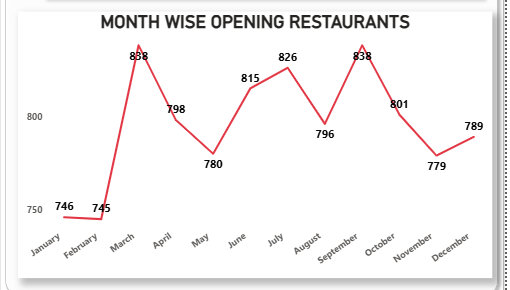 MONTH WISE OPENING RESTAURANTS
838
838
826
815
800
798
801
796
789
780
779
750
746
745
January
February
March
April
May
June
July
August
September
October
November
December